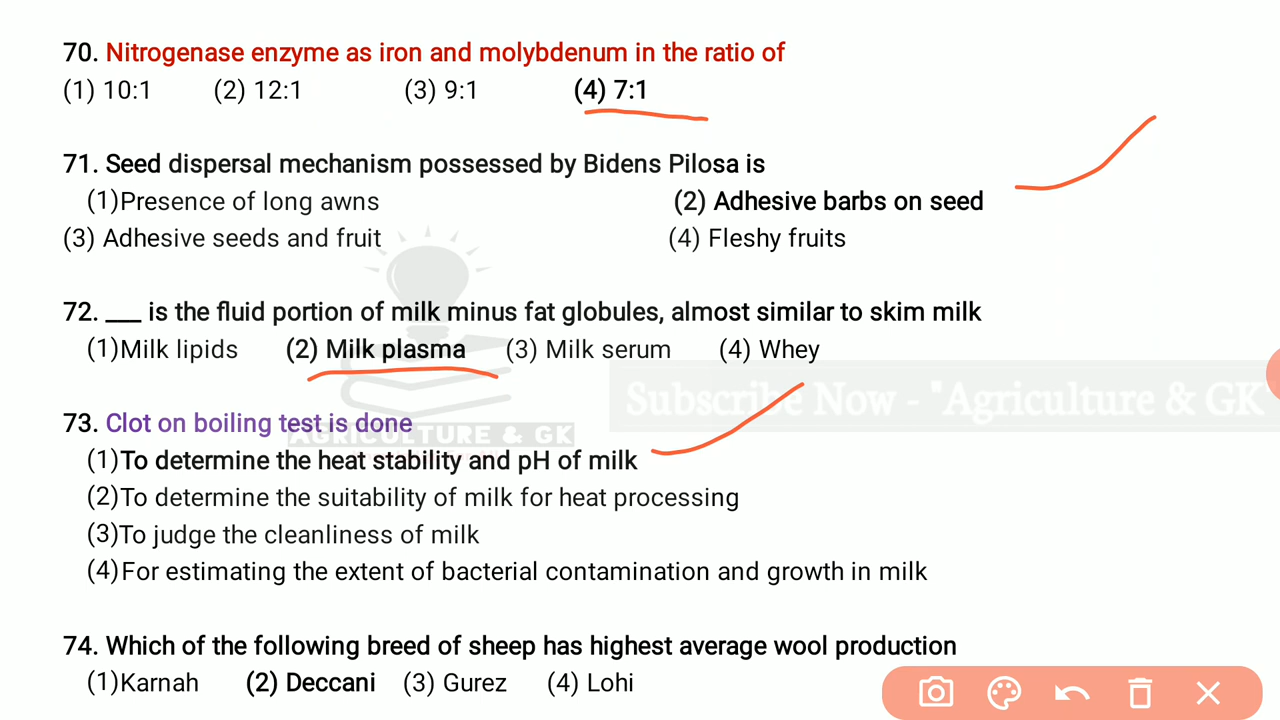 70. Nitrogenase enzyme as iron and molybdenum in the ratio of
(1) 10:1 (2) 12:1 (3) 9:1 (4) 7:1
71. Seed dispersal mechanism possessed by Bidens Pilosa is
(1)Presence of long awns (2) Adhesive barbs on seed
(3) Adhesive seeds and fruit (4) Fleshy fruits
72. ___ is the fluid portion of milk minus fat globules, almost similar to skim milk
(1)Milk lipids (2) Milk plasma (3) Milk serum (4) Whey
Subscribe Now - "Agriculture & GK
73. Clot on boiling test is done
AGRICULTURE & GK
(1)To determine the heat stability and pH of milk
(2)To determine the suitability of milk for heat processing
(3)To judge the cleanliness of milk
(4)For estimating the extent of bacterial contamination and growth in milk
74. Which of the following breed of sheep has highest average wool production
(1)Karnah (2) Deccani (3) Gurez (4) Lohi